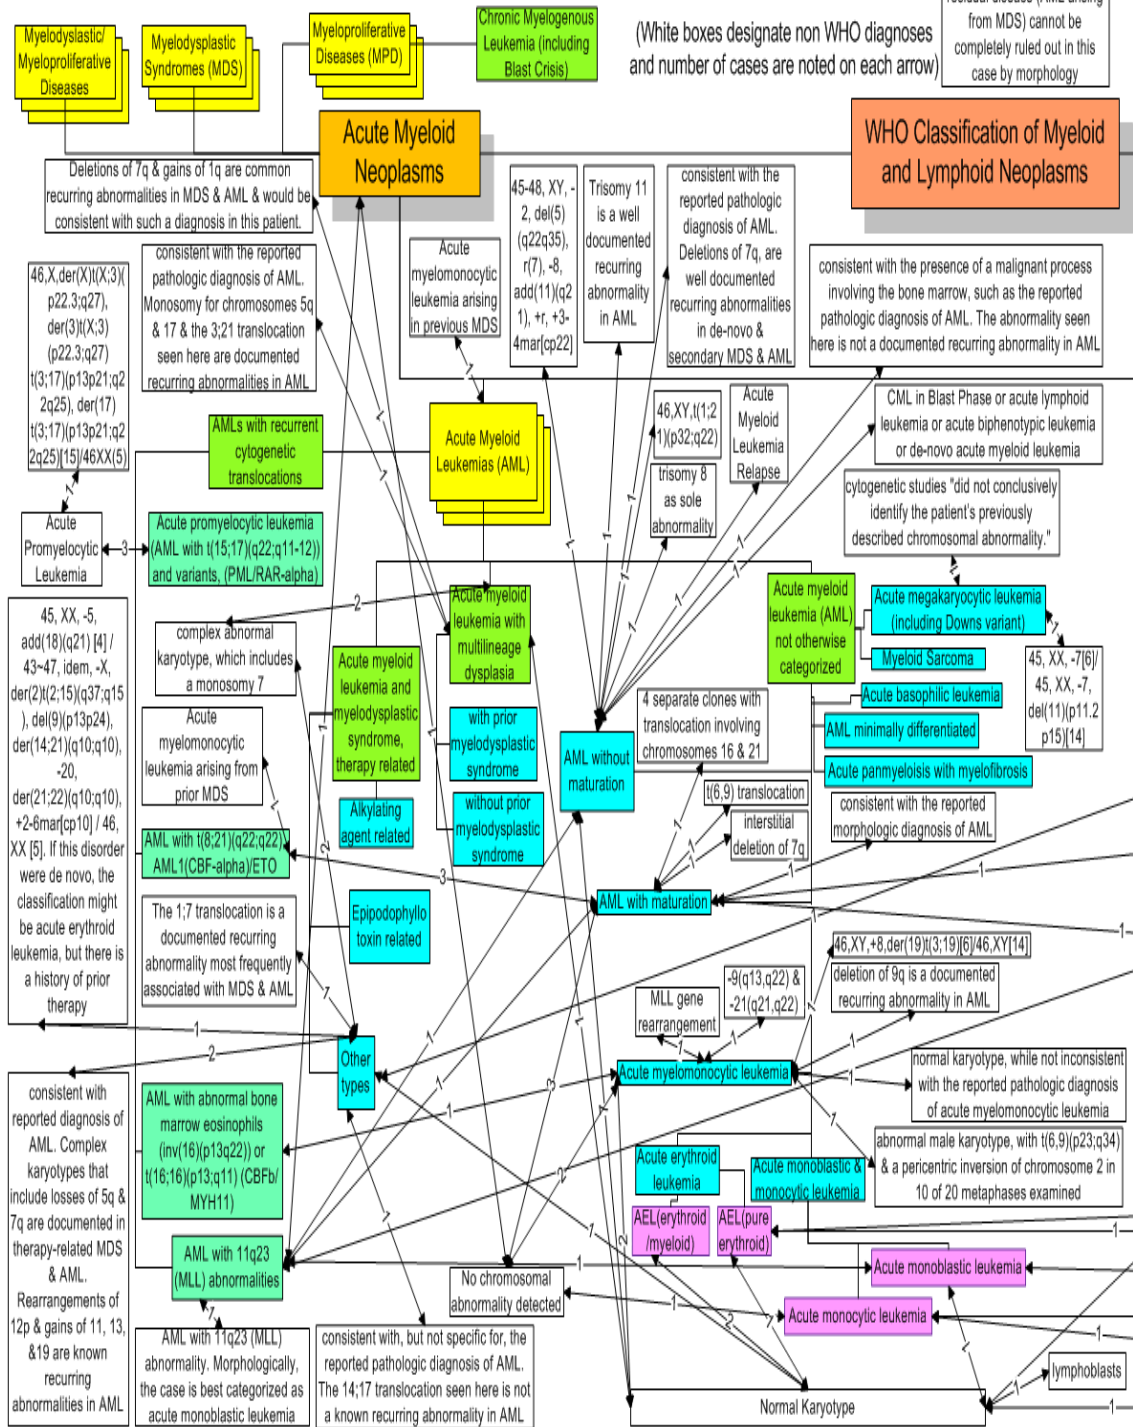 Myelodyslastic/
Myeloproliferative
Diseases
Myelodysplastic
Syndromes (MDS)
Myeloproliferative
Diseases (MPD)
Chronic Myelogenous
Leukemia (including
Blast Crisis)
(White boxes designate non WHO diagnoses
and number of cases are noted on each arrow)
from MDS) cannot be
completely ruled out in this
case by morphology
Acute Myeloid
Neoplasms
WHO Classification of Myeloid
and Lymphoid Neoplasms
Deletions of 7q & gains of 1q are common
recurring abnormalities in MDS & AML & would be
consistent with such a diagnosis in this patient.
46,X,der(X)t(X;3)(
p22.3;q27),
der(3)t(X;3)
(p22.3;q27)
t(3;17)(p13p21;q2
2q25), der(17)
t(3;17)(p13p21;q2
2q25)[15]/46XX(5)
consistent with the reported
pathologic diagnosis of AML.
Monosomy for chromosomes 5q
& 17 & the 3;21 translocation
seen here are documented
recurring abnormalities in AML
Acute
myelomonocytic
leukemia arising
in previous MDS
45-48, XY, -
2, del(5)
(q22q35),
r(7), -8,
add(11)(q2
1), +r, +3-
4mar[cp22]
Trisomy 11
is a well
documented
recurring
abnormality
in AML
consistent with the
reported pathologic
diagnosis of AML.
Deletions of 7q, are
well documented
recurring abnormalities
in de-novo &
secondary MDS & AML
consistent with the presence of a malignant process
involving the bone marrow, such as the reported
pathologic diagnosis of AML. The abnormality seen
here is not a documented recurring abnormality in AML
AMLs with recurrent
cytogenetic
translocations
Acute Myeloid
Leukemias (AML)
46,XY,t(1;2
1)(p32;q22)
trisomy 8
as sole
abnormality
Acute
Myeloid
Leukemia
Relapse
CML in Blast Phase or acute lymphoid
leukemia or acute biphenotypic leukemia
or de-novo acute myeloid leukemia
cytogenetic studies "did not conclusively
identify the patient's previously
described chromosomal abnormality."
Acute
Promyelocytic
Leukemia
3
Acute promyelocytic leukemia
(AML with t(15;17)(q22;q11-12))
and variants, (PML/RAR-alpha)
45, XX, -5,
add(18)(q21) [4] /
43~47, idem, -X,
der(2)t(2;15)(q37;q15
), del(9)(p13p24),
der(14;21)(q10;q10),
-20,
der(21;22)(q10;q10),
+2-6mar[cp10] / 46,
XX [5]. If this disorder
were de novo, the
classification might
be acute erythroid
leukemia, but there is
a history of prior
therapy
complex abnormal
karyotype, which includes
a monosomy 7
2
Acute myeloid
leukemia with
multilineage
dysplasia
Acute myeloid
leukemia and
myelodysplastic
syndrome,
therapy related
with prior
myelodysplastic
syndrome
without prior
myelodysplastic
syndrome
Alkylating
agent related
Acute myeloid
leukemia (AML)
not otherwise
categorized
Acute megakaryocytic leukemia
(including Downs variant)
Myeloid Sarcoma
Acute basophilic leukemia
AML minimally differentiated
Acute panmyelosis with myelofibrosis
45, XX, -7[6]/
45, XX, -7,
del(11)(p11.2
p15)[14]
Acute
myelomonocytic
leukemia arising from
prior MDS
AML without
maturation
4 separate clones with
translocation involving
chromosomes 16 & 21
t(6,9) translocation
interstitial
deletion of 7q
consistent with the reported
morphologic diagnosis of AML
AML with t(8;21)(q22;q22)
AML1(CBF-alpha)/ETO
3
AML with maturation
1
1
1
The 1;7 translocation is a
documented recurring
abnormality most frequently
associated with MDS & AML
Epipodophyllo
toxin related
46,XY,+8,der(19)t(3;19)[6]/46,XY[14]
deletion of 9q is a documented
recurring abnormality in AML
-9(q13,q22) &
-21(q21,q22)
MLL gene
rearrangement
1
2
Other
types
Acute myelomonocytic leukemia
1
normal karyotype, while not inconsistent
with the reported pathologic diagnosis
of acute myelomonocytic leukemia
consistent with
reported diagnosis of
AML. Complex
karyotypes that
include losses of 5q &
7q are documented in
therapy-related MDS
& AML.
Rearrangements of
12p & gains of 11, 13,
&19 are known
recurring
abnormalities in AML
AML with abnormal bone
marrow eosinophils
(inv(16)(p13q22)) or
t(16;16)(p13;q11) (CBFb/
MYH11)
1
abnormal male karyotype, with t(6,9)(p23;q34)
& a pericentric inversion of chromosome 2 in
10 of 20 metaphases examined
Acute erythroid
leukemia
Acute monoblastic &
monocytic leukemia
AEL(erythroid
/myeloid)
AEL(pure
erythroid)
1
AML with 11q23
(MLL) abnormalities
1
Acute monoblastic leukemia
No chromosomal
abnormality detected
1
Acute monocytic leukemia
1
AML with 11q23 (MLL)
abnormality. Morphologically,
the case is best categorized as
acute monoblastic leukemia
consistent with, but not specific for, the
reported pathologic diagnosis of AML.
The 14;17 translocation seen here is not
a known recurring abnormality in AML
lymphoblasts
Normal Karyotype
1